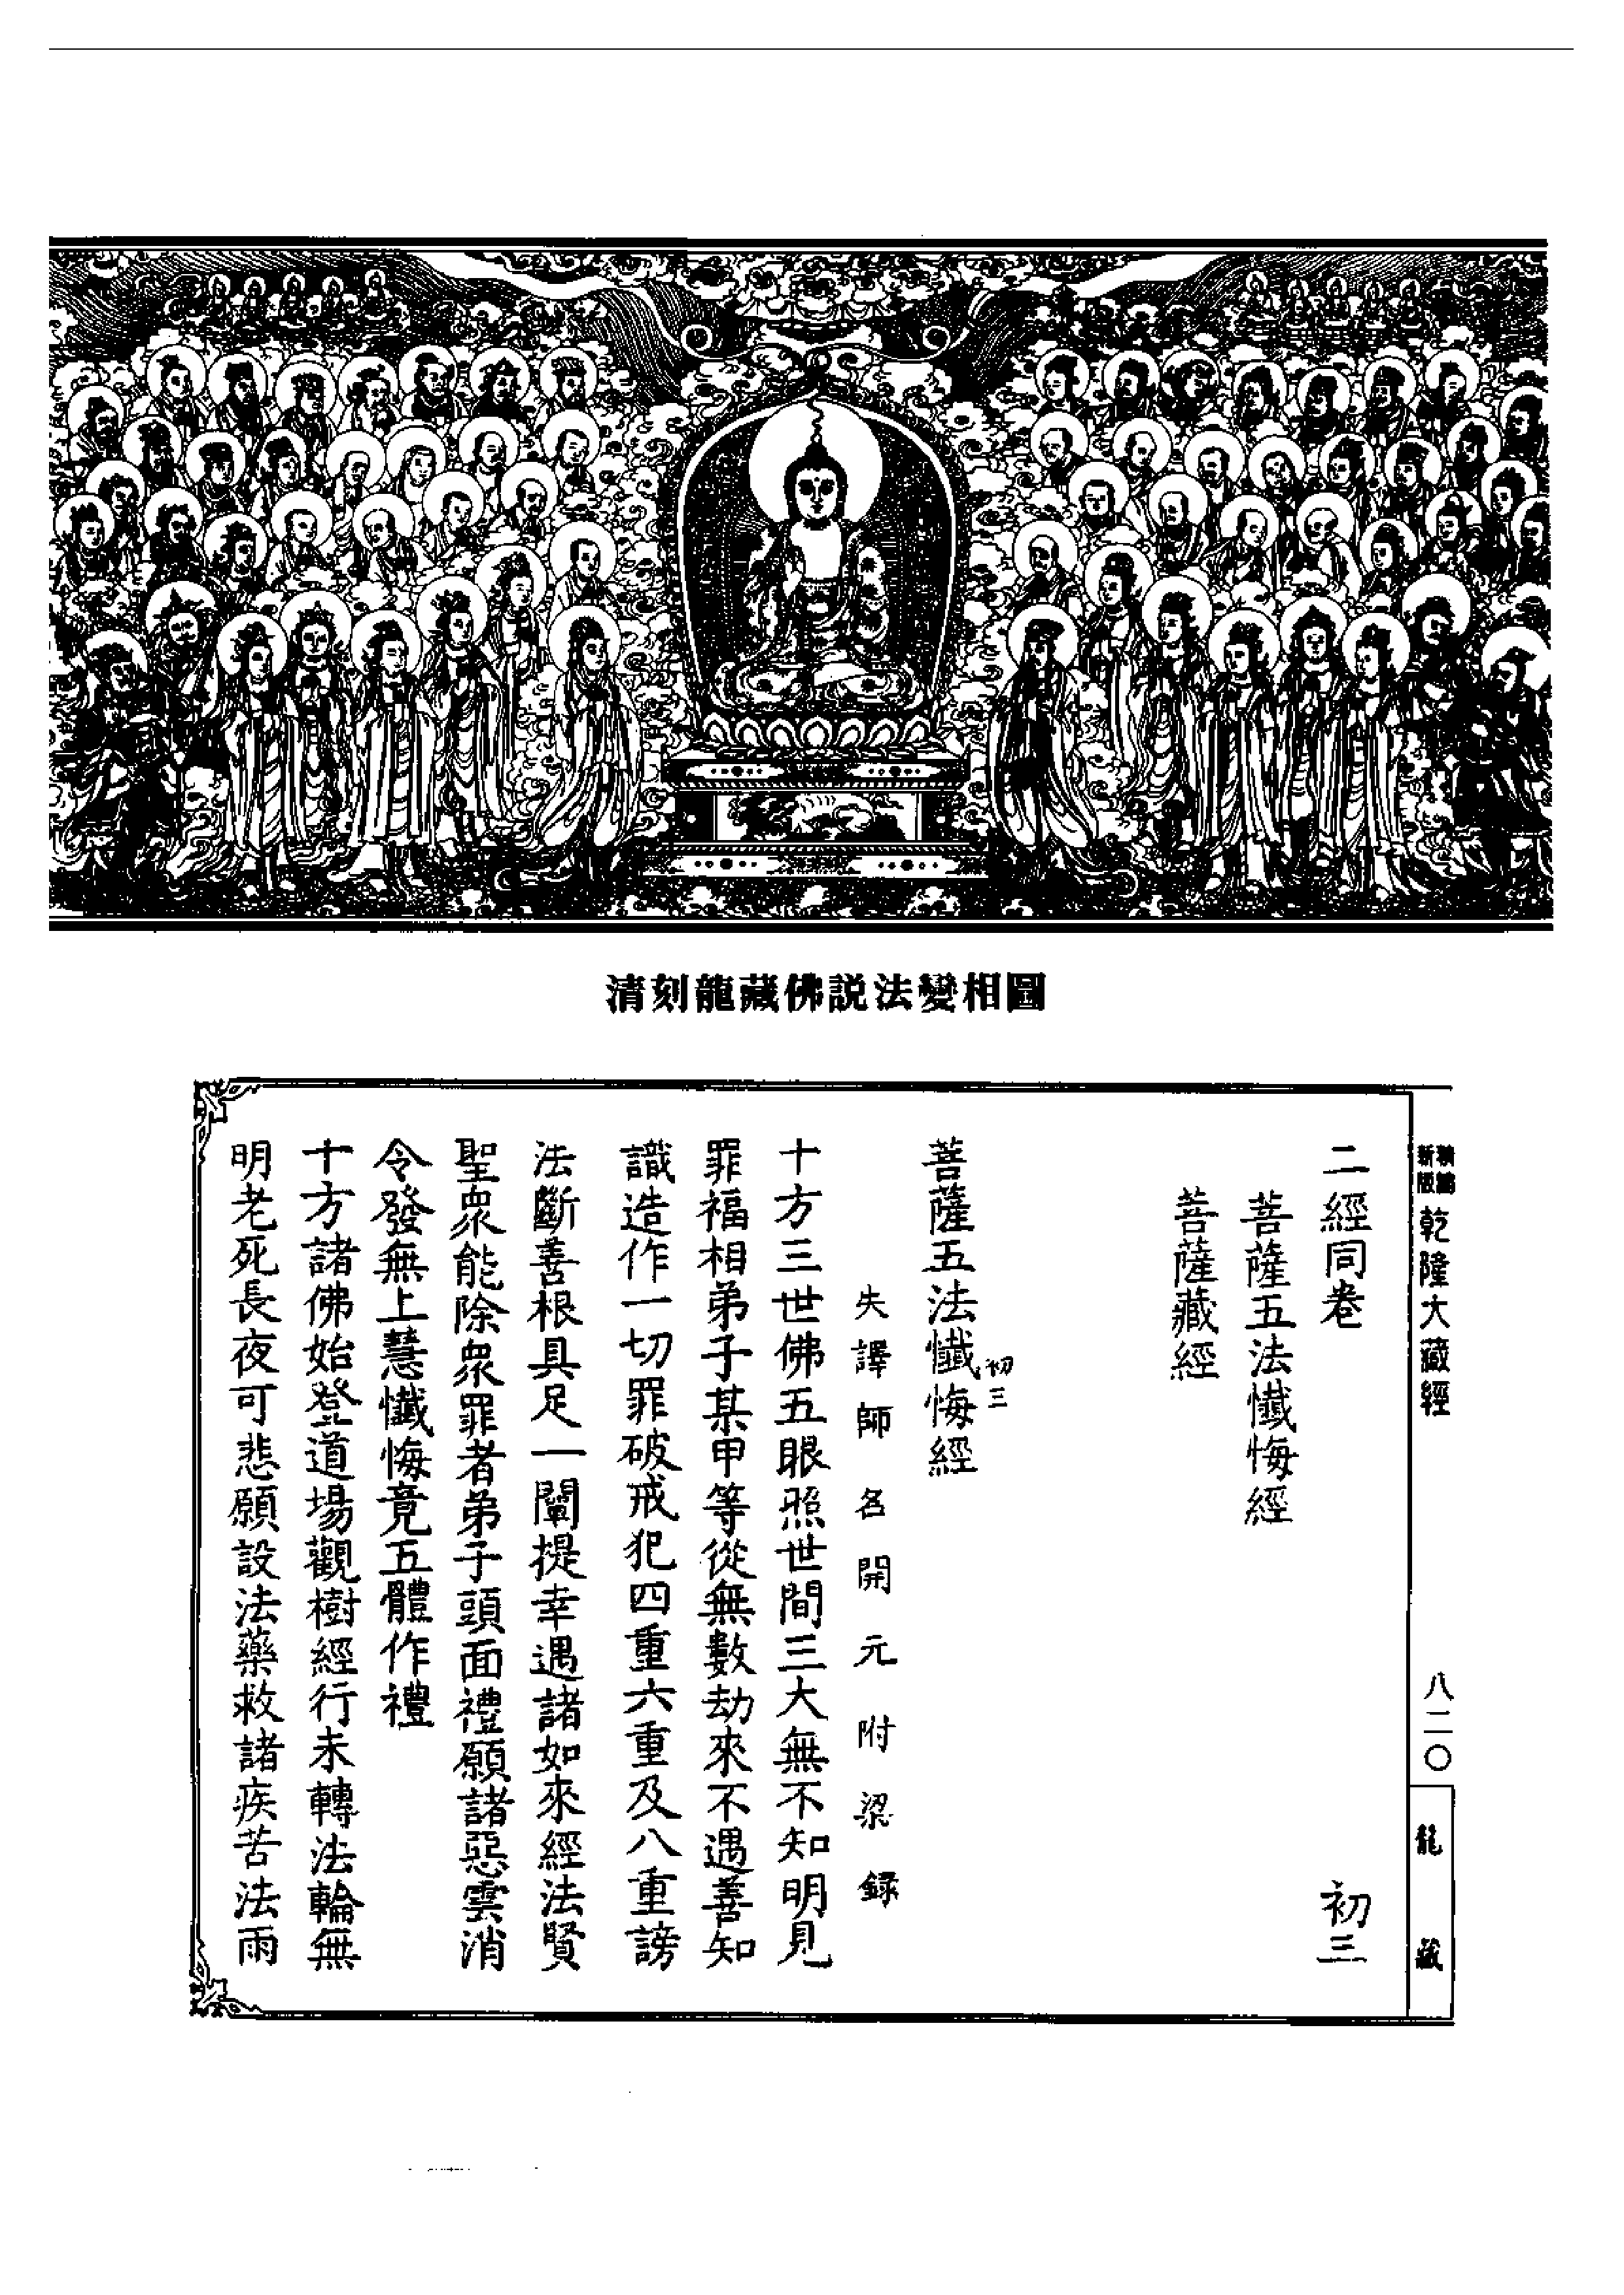 清刻龍藏佛説法變相圖
新版
乾隆大藏經
八二〇
龍藏
二經同卷
初三
菩薩五法懺悔經
菩薩藏經
初三
菩薩五法懺悔經
失譯師名開元附梁錄
十方三世佛五眼照世間三大無不知明見
罪福相弟子某甲等從無數劫來不遇善知
識造作一切罪破戒犯四重六重及八重謗
法斷善根具足一闡提幸遇諸如來經法賢
聖衆能除衆罪者弟子頭面禮願諸惡雲消
令發無上慧懺悔竟五體作禮
十方諸佛始登道場觀樹經行未轉法輪無
明老死長夜可悲願設法藥救諸疾苦法雨